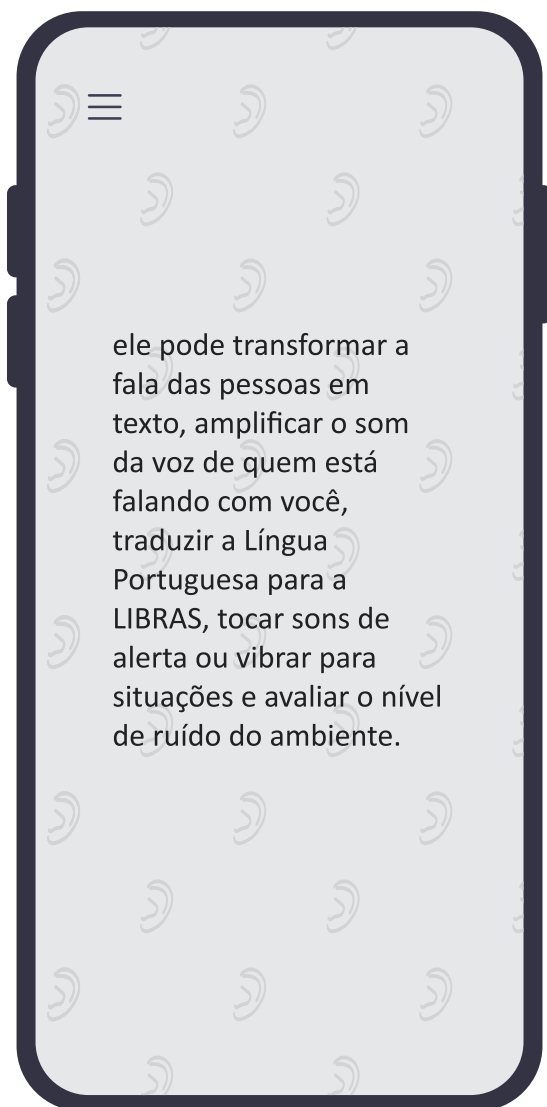 ele pode transformar a
fala das pessoas em
texto, amplificar o som
da voz de quem está
falando com você,
traduzir a Língua
Portuguesa para a
LIBRAS, tocar sons de
alerta ou vibrar para
situações e avaliar o nível
de ruído do ambiente.